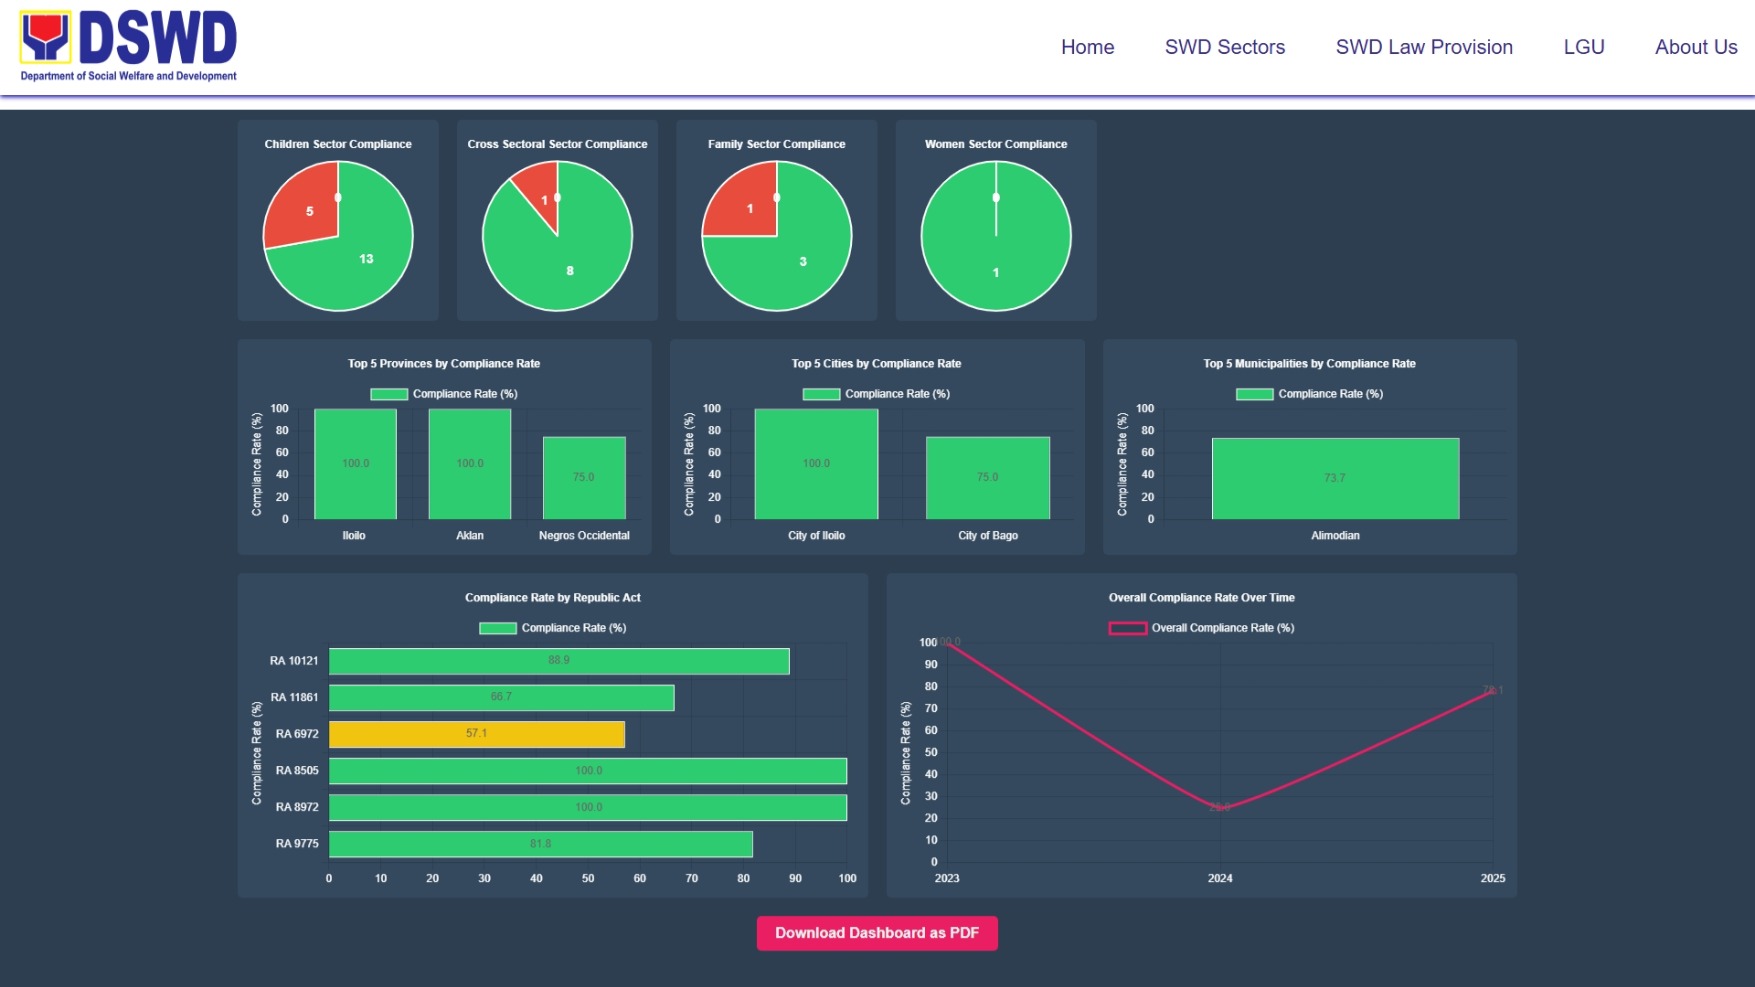 DSWD
Department of Social Welfare and Development
Home
SWD Sectors
SWD Law Provision
LGU
About Us
Children Sector Compliance
0
5
13
Cross Sectoral Sector Compliance
1
0
8
Family Sector Compliance
0
1
3
Women Sector Compliance
0
1
Top 5 Provinces by Compliance Rate
Compliance Rate (%)
Compliance Rate (%)
100
80
60
40
20
0
100.0
100.0
75.0
Iloilo
Aklan
Negros Occidental
Top 5 Cities by Compliance Rate
Compliance Rate (%)
Compliance Rate (%)
100
80
60
40
20
0
100.0
75.0
City of Iloilo
City of Bago
Top 5 Municipalities by Compliance Rate
Compliance Rate (%)
Compliance Rate (%)
100
80
60
40
20
0
73.7
Alimodian
Compliance Rate by Republic Act
Compliance Rate (%)
Compliance Rate (%)
RA 10121
88.9
RA 11861
66.7
RA 6972
57.1
RA 8505
100.0
RA 8972
100.0
RA 9775
81.8
0
10
20
30
40
50
60
70
80
90
100
Overall Compliance Rate Over Time
Overall Compliance Rate (%)
Compliance Rate (%)
100
90
80
70
60
50
40
30
20
10
0
2023
2024
2025
Download Dashboard as PDF